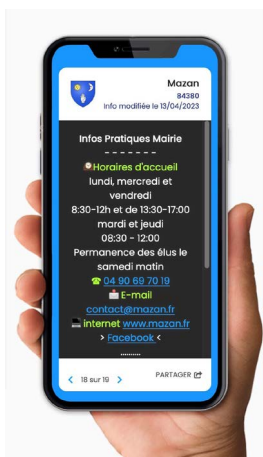 Mazan
84380
Info modifiée le 13/04/2023
Infos Pratiques Mairie
- - - - - - -
🕗Horaires d'accueil
lundi, mercredi et
vendredi
8:30-12h et de 13:30-17:00
mardi et jeudi
08:30 - 12:00
Permanence des élus le
samedi matin
☎ 04 90 69 70 19
📩 E-mail
contact@mazan.fr
💻 internet www.mazan.fr
> Facebook <
..........
18 sur 19
PARTAGER